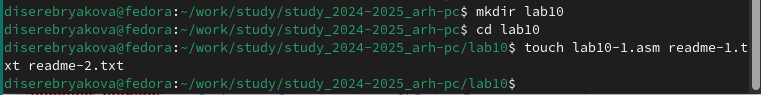 diserebryakova@fedora:~/work/study/study_2024-2025_arh-pc$ mkdir lab10
diserebryakova@fedora:~/work/study/study_2024-2025_arh-pc$ cd lab10
diserebryakova@fedora:~/work/study/study_2024-2025_arh-pc/lab10$ touch lab10-1.asm readme-1.t
xt readme-2.txt
diserebryakova@fedora:~/work/study/study_2024-2025_arh-pc/lab10$